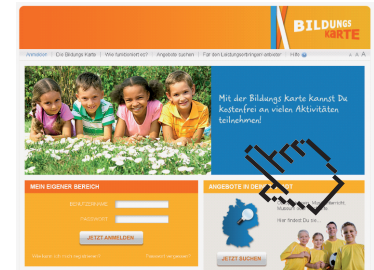 BILDUNGS
KARTE
Anmelden | Die Bildungs Karte | Wie funktioniert es? | Angebote suchen | Für den Leistungserbringer/-anbieter | Hilfe
A A A
Mit der Bildungs Karte kannst Du
kostenfrei an vielen Aktivitäten
teilnehmen!
MEIN EIGENER BEREICH
BENUTZERNAME
PASSWORT
JETZT ANMELDEN
Passwort vergessen?
ANGEBOTE IN DEINER
Hier findest Du sie...
JETZT SUCHEN